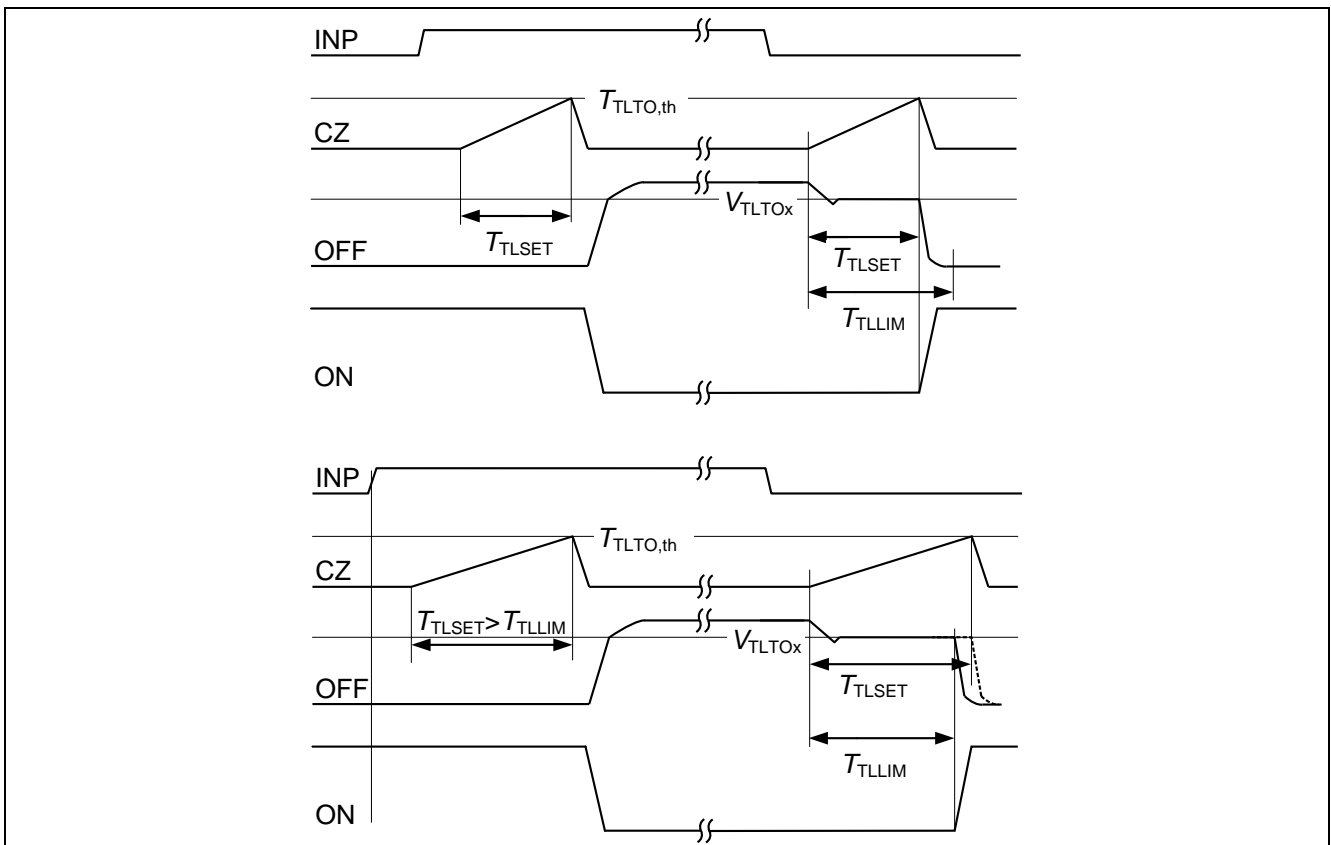 INP
T_TLTO,th
CZ
V_TLTOx
OFF
T_TLSET
T_TLSET
T_TLLIM
ON
INP
T_TLTO,th
CZ
T_TLSET > T_TLLIM
V_TLTOx
OFF
T_TLSET
T_TLLIM
ON